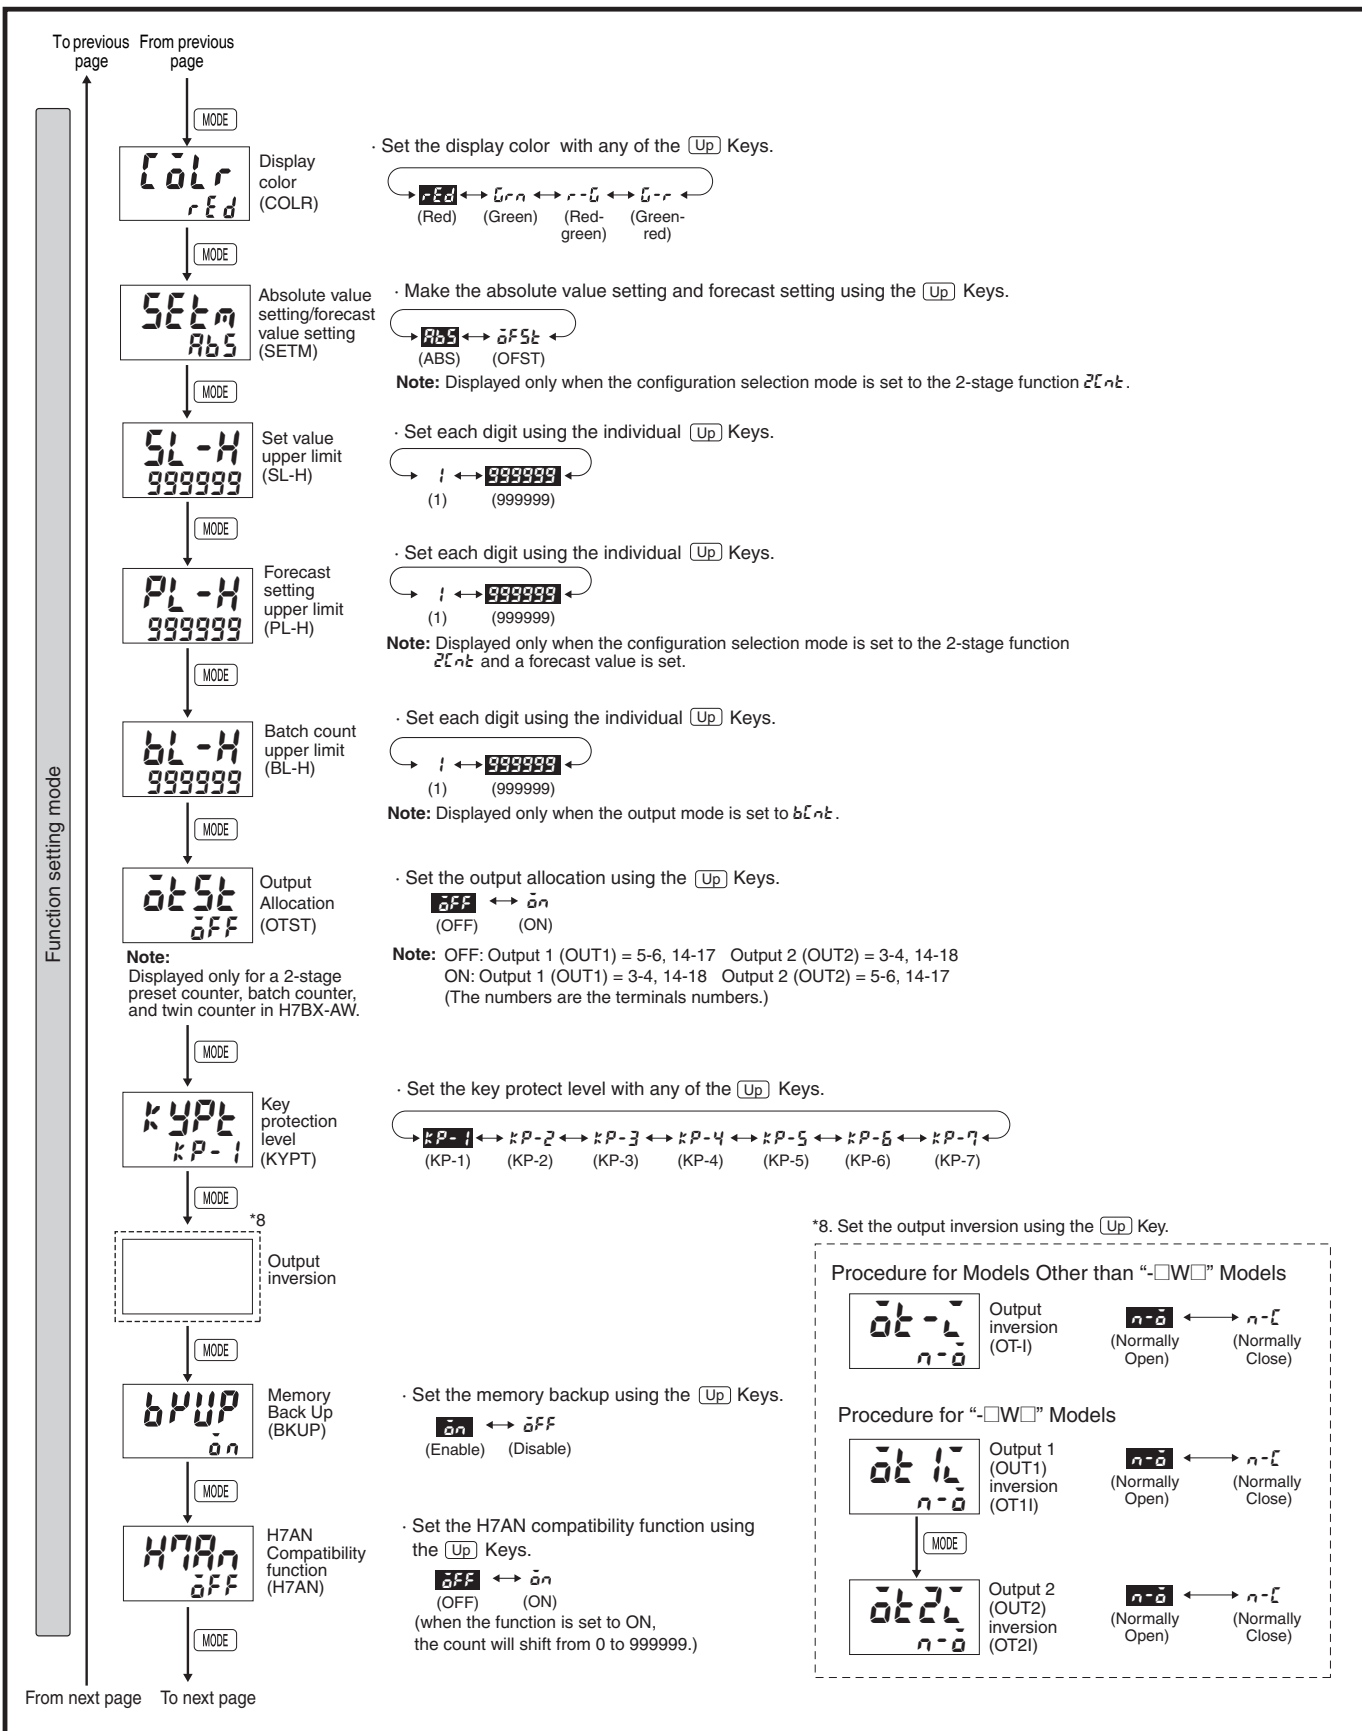 To previous page
From previous page
Function setting mode
MODE
CōLr
rEd
Display color (COLR)
· Set the display color with any of the Up Keys.
rEd Grn r-G G-r
(Red) (Green) (Red-green) (Green-red)
MODE
SEtm
AbS
Absolute value setting/forecast value setting (SETM)
· Make the absolute value setting and forecast setting using the Up Keys.
AbS ōFSt
(ABS) (OFST)
Note: Displayed only when the configuration selection mode is set to the 2-stage function 2Cnt.
MODE
SL-H
999999
Set value upper limit (SL-H)
· Set each digit using the individual Up Keys.
1 999999
(1) (999999)
MODE
PL-H
999999
Forecast setting upper limit (PL-H)
· Set each digit using the individual Up Keys.
1 999999
(1) (999999)
Note: Displayed only when the configuration selection mode is set to the 2-stage function
2Cnt and a forecast value is set.
MODE
bL-H
999999
Batch count upper limit (BL-H)
· Set each digit using the individual Up Keys.
1 999999
(1) (999999)
Note: Displayed only when the output mode is set to bCnt.
MODE
ōtSt
ōFF
Output Allocation (OTST)
· Set the output allocation using the Up Keys.
ōFF ōn
(OFF) (ON)
Note: OFF: Output 1 (OUT1) = 5-6, 14-17 Output 2 (OUT2) = 3-4, 14-18
ON: Output 1 (OUT1) = 3-4, 14-18 Output 2 (OUT2) = 5-6, 14-17
(The numbers are the terminals numbers.)
Note:
Displayed only for a 2-stage
preset counter, batch counter,
and twin counter in H7BX-AW.
MODE
KYPt
KP-1
Key protection level (KYPT)
· Set the key protect level with any of the Up Keys.
KP-1 KP-2 KP-3 KP-4 KP-5 KP-6 KP-7
(KP-1) (KP-2) (KP-3) (KP-4) (KP-5) (KP-6) (KP-7)
MODE
*8
Output inversion
MODE
bKUP
ōn
Memory Back Up (BKUP)
· Set the memory backup using the Up Keys.
ōn ōFF
(Enable) (Disable)
MODE
H7An
ōFF
H7AN Compatibility function (H7AN)
· Set the H7AN compatibility function using
the Up Keys.
ōFF ōn
(OFF) (ON)
(when the function is set to ON,
the count will shift from 0 to 999999.)
MODE
From next page To next page
*8. Set the output inversion using the Up Key.
Procedure for Models Other than “-□W□” Models
ōt-ī
n-ō
Output inversion (OT-I)
n-ō n-C
(Normally Open) (Normally Close)
Procedure for “-□W□” Models
ōt1ī
n-ō
Output 1 (OUT1) inversion (OT1I)
n-ō n-C
(Normally Open) (Normally Close)
MODE
ōt2ī
n-ō
Output 2 (OUT2) inversion (OT2I)
n-ō n-C
(Normally Open) (Normally Close)